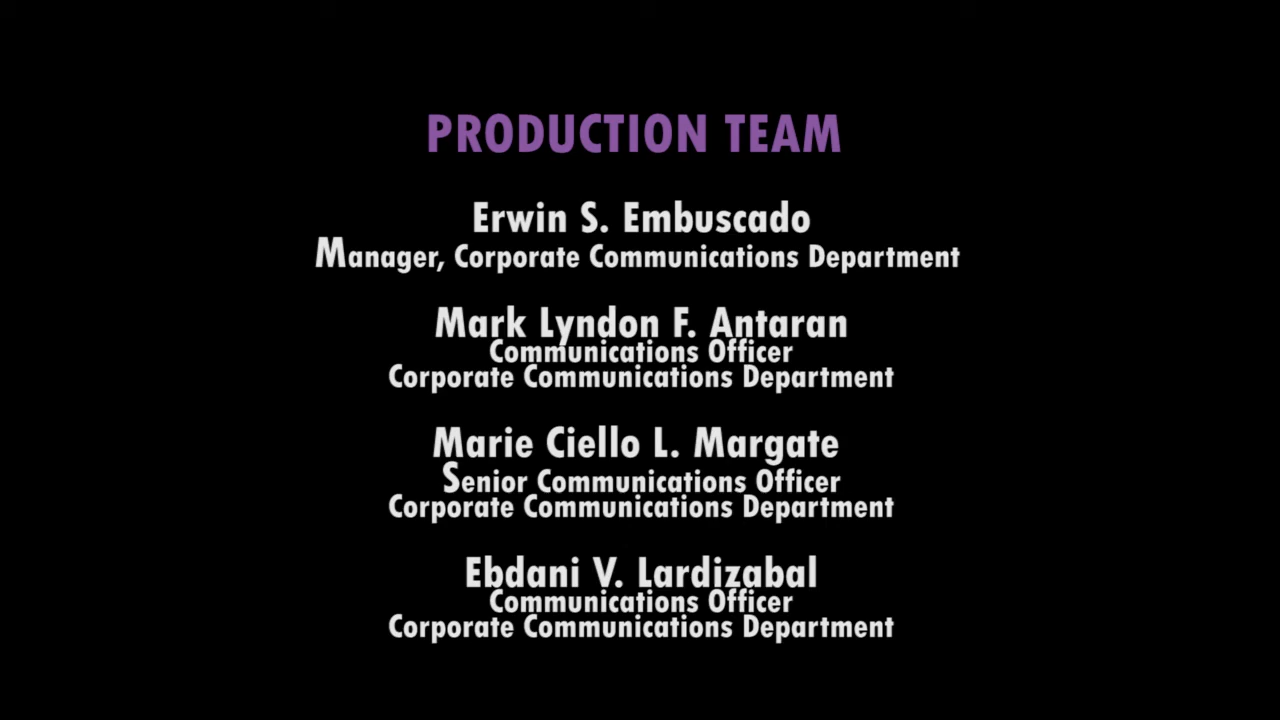 PRODUCTION TEAM
Erwin S. Embuscado
Manager, Corporate Communications Department
Mark Lyndon F. Antaran
Communications Officer
Corporate Communications Department
Marie Ciello L. Margate
Senior Communications Officer
Corporate Communications Department
Ebdani V. Lardizabal
Communications Officer
Corporate Communications Department